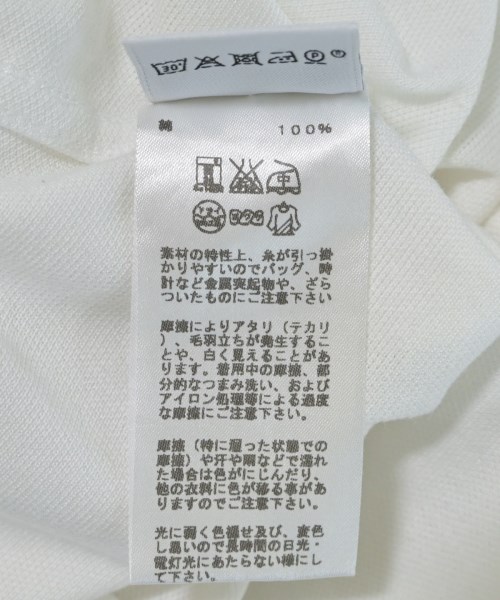 綿 100%
素材の特性上、糸が引っ掛
かりやすいのでバッグ、時
計など金属突起物や、ざら
ついたものにご注意下さい
摩擦によりアタリ（テカリ
）、毛羽立ちが発生するこ
とや、白く見えることがあ
ります。着用中の摩擦、部
分的なつまみ洗い、および
アイロン処理等による過度
な摩擦にご注意下さい。
摩擦（特に湿った状態での
摩擦）や汗や雨などで濡れ
た場合は色がにじんだり、
他の衣料に色が移る事があ
りますのでご注意下さい。
光に弱く色褪せ及び、変色
し易いので長時間の日光・
電灯光にあたらない様にし
て下さい。